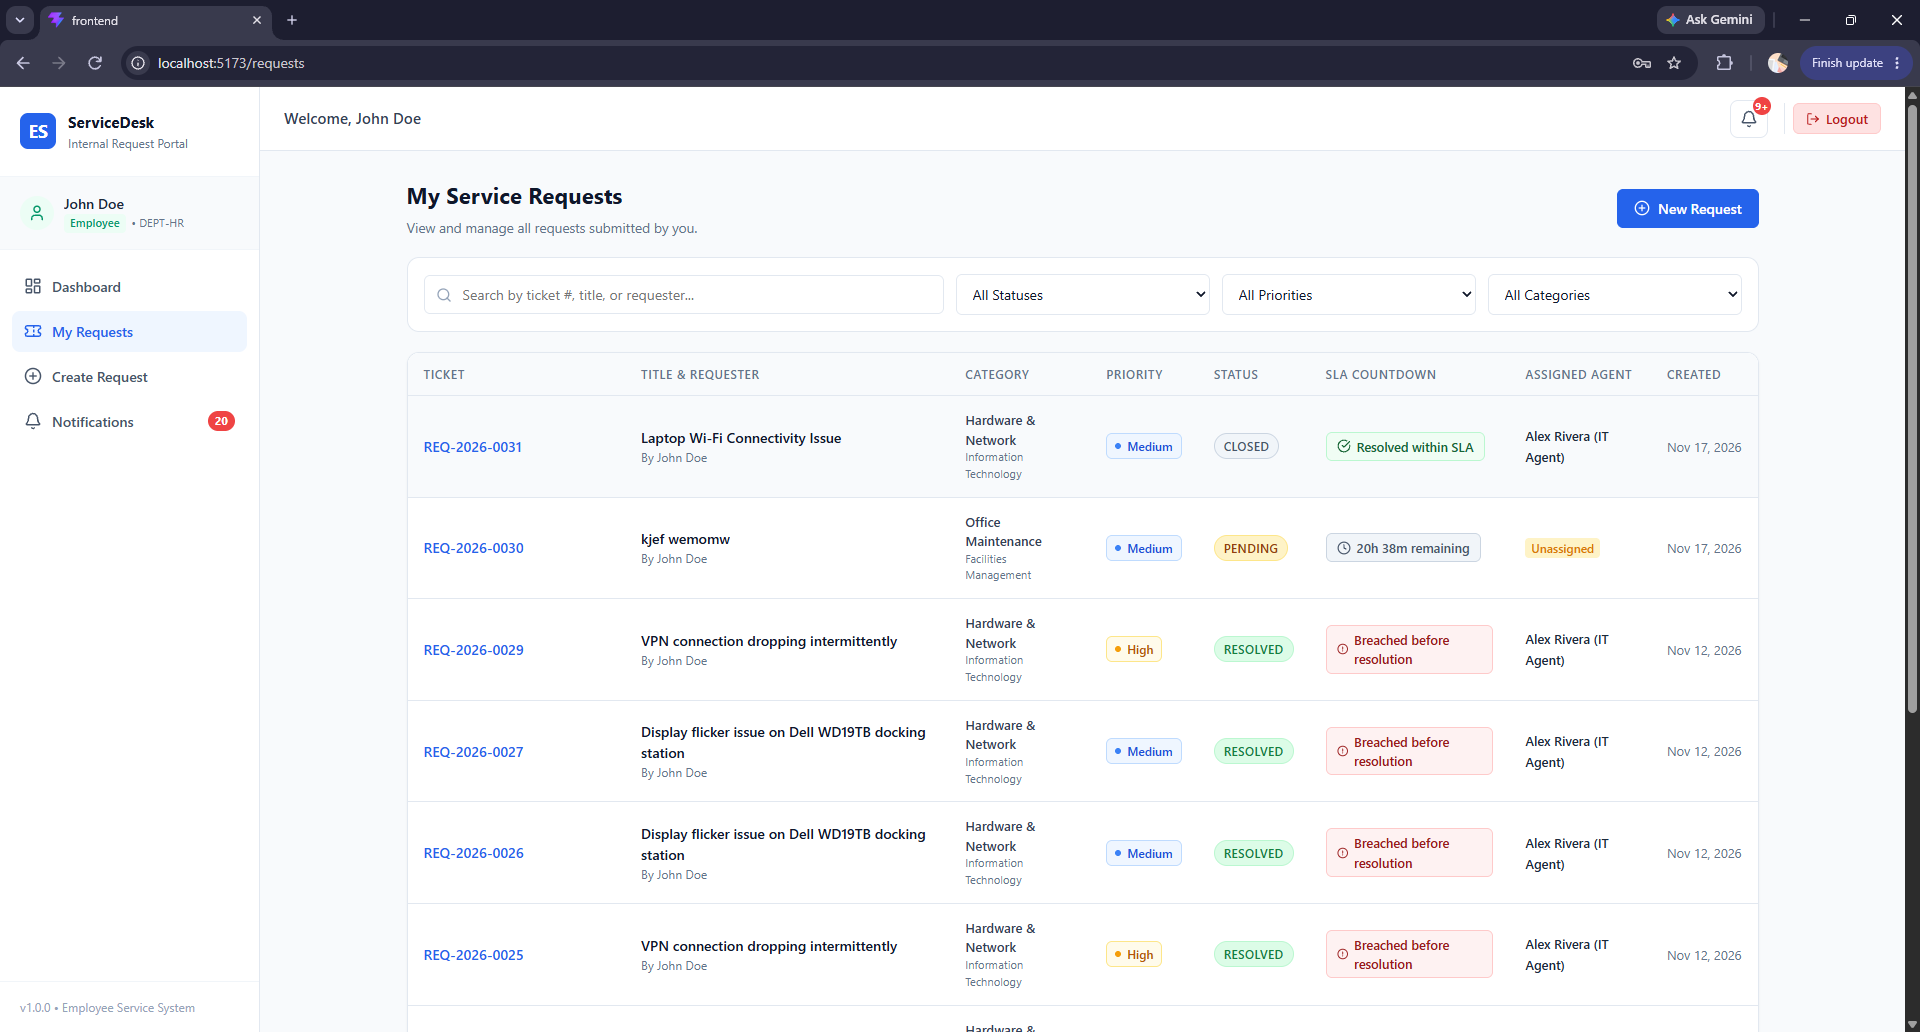 frontend
Ask Gemini
localhost:5173/requests
Finish update
ES
ServiceDesk
Internal Request Portal
John Doe
Employee • DEPT-HR
Dashboard
My Requests
Create Request
Notifications 20
v1.0.0 • Employee Service System
Welcome, John Doe
9+
Logout
My Service Requests
View and manage all requests submitted by you.
New Request
Search by ticket #, title, or requester...
All Statuses
All Priorities
All Categories
TICKET TITLE & REQUESTER CATEGORY PRIORITY STATUS SLA COUNTDOWN ASSIGNED AGENT CREATED
REQ-2026-0031
Laptop Wi-Fi Connectivity Issue
By John Doe
Hardware &
Network
Information
Technology
Medium
CLOSED
Resolved within SLA
Alex Rivera (IT
Agent)
Nov 17, 2026
REQ-2026-0030
kjef wemomw
By John Doe
Office
Maintenance
Facilities
Management
Medium
PENDING
20h 38m remaining
Unassigned
Nov 17, 2026
REQ-2026-0029
VPN connection dropping intermittently
By John Doe
Hardware &
Network
Information
Technology
High
RESOLVED
Breached before
resolution
Alex Rivera (IT
Agent)
Nov 12, 2026
REQ-2026-0027
Display flicker issue on Dell WD19TB docking
station
By John Doe
Hardware &
Network
Information
Technology
Medium
RESOLVED
Breached before
resolution
Alex Rivera (IT
Agent)
Nov 12, 2026
REQ-2026-0026
Display flicker issue on Dell WD19TB docking
station
By John Doe
Hardware &
Network
Information
Technology
Medium
RESOLVED
Breached before
resolution
Alex Rivera (IT
Agent)
Nov 12, 2026
REQ-2026-0025
VPN connection dropping intermittently
By John Doe
Hardware &
Network
Information
Technology
High
RESOLVED
Breached before
resolution
Alex Rivera (IT
Agent)
Nov 12, 2026
Hardware &